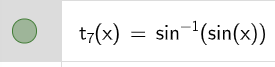 t₇(x) = sin⁻¹(sin(x))